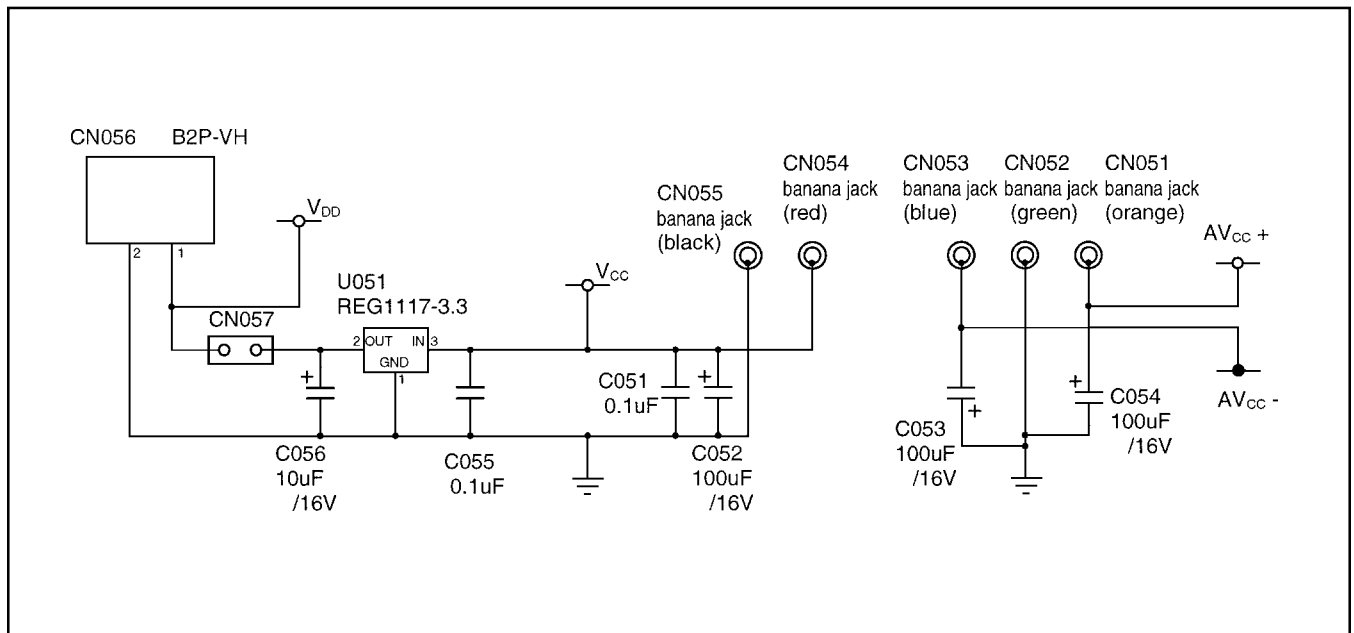 CN056 B2P-VH
2 1
VDD
CN057
U051
REG1117-3.3
2 OUT IN 3
GND
1
+
C056
10uF
/16V
C055
0.1uF
VCC
C051
0.1uF
+
C052
100uF
/16V
CN055
banana jack
(black)
CN054
banana jack
(red)
CN053
banana jack
(blue)
CN052
banana jack
(green)
CN051
banana jack
(orange)
AVCC +
AVCC -
+
C053
100uF
/16V
+
C054
100uF
/16V